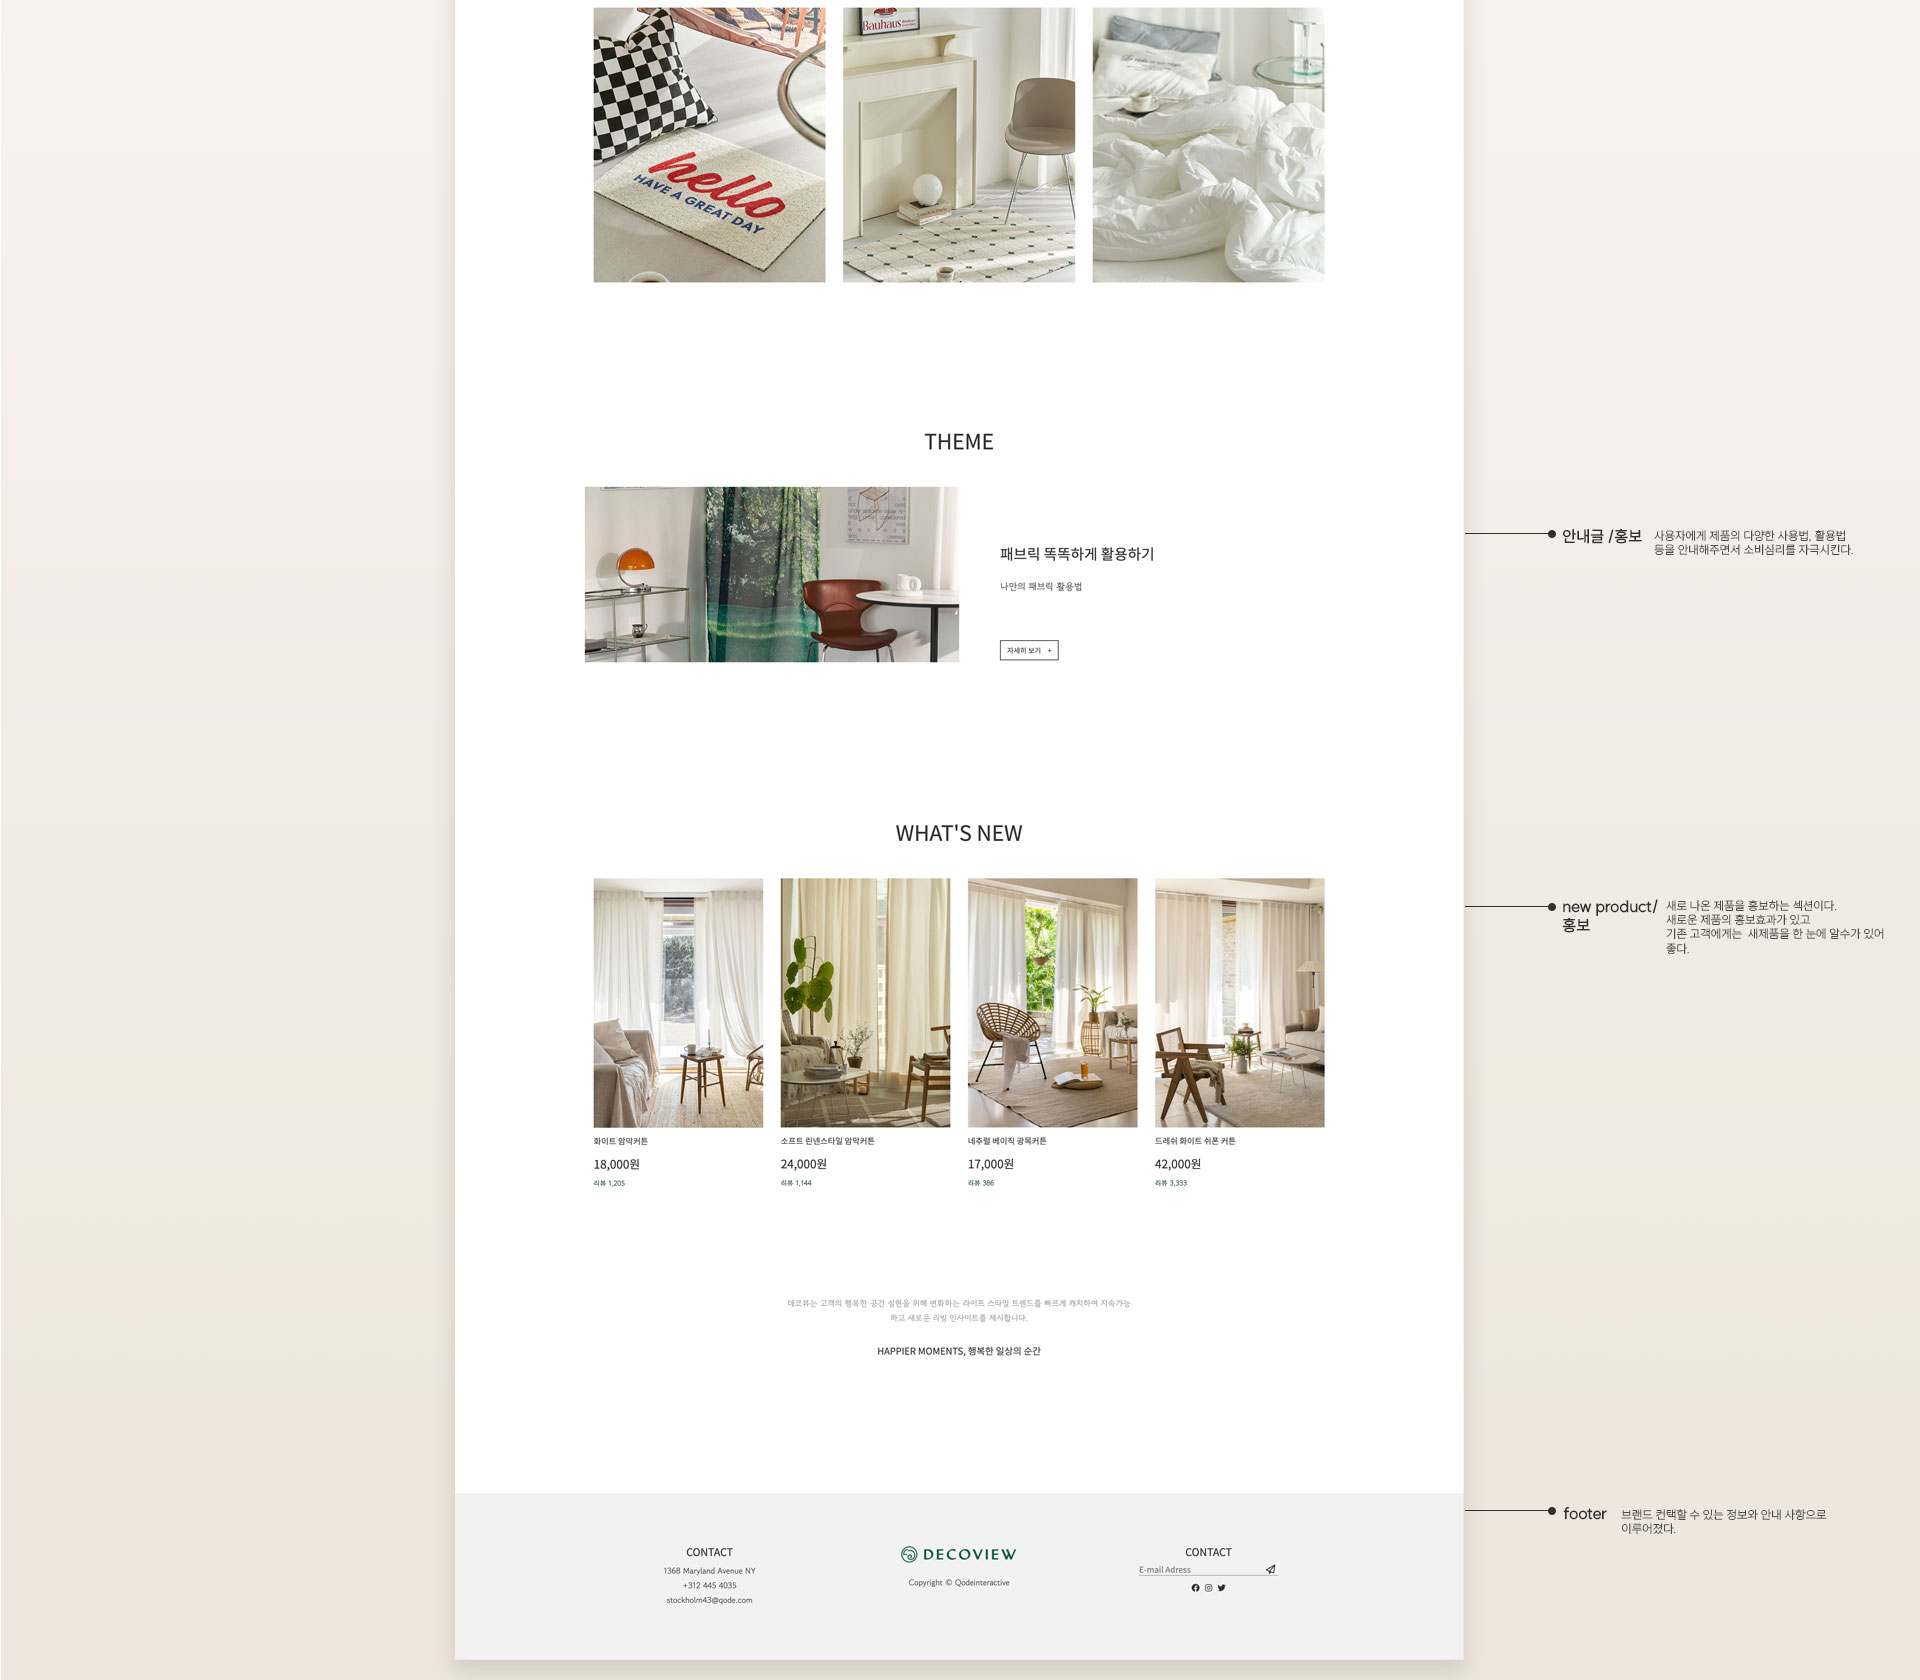 Bauhaus
hello
HAVE A GREAT DAY
THEME
패브릭 똑똑하게 활용하기
나만의 패브릭 활용법
자세히 보기 +
안내글 /홍보
사용자에게 제품의 다양한 사용법, 활용법
등을 안내해주면서 소비심리를 자극시킨다.
WHAT'S NEW
화이트 암막커튼
18,000원
리뷰 1,205
소프트 린넨스타일 암막커튼
24,000원
리뷰 1,144
네추럴 베이직 광목커튼
17,000원
리뷰 386
드레쉬 화이트 쉬폰 커튼
42,000원
리뷰 3,333
new product/
홍보
새로 나온 제품을 홍보하는 섹션이다.
새로운 제품의 홍보효과가 있고
기존 고객에게는 새제품을 한 눈에 알수가 있어
좋다.
데코뷰는 고객의 행복한 공간 실현을 위해 변화하는 라이프 스타일 트렌드를 빠르게 캐치하여 지속가능
하고 새로운 리빙 인사이트를 제시합니다.
HAPPIER MOMENTS, 행복한 일상의 순간
footer
브랜드 컨택할 수 있는 정보와 안내 사항으로
이루어졌다.
CONTACT
1368 Maryland Avenue NY
+312 445 4035
stockholm43@qode.com
DECOVIEW
Copyright © Qodeinteractive
CONTACT
E-mail Adress